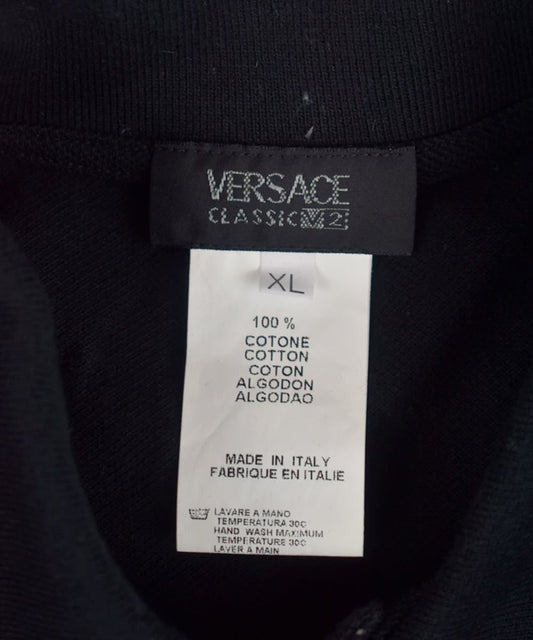 VERSACE
CLASSIC V2
XL
100 %
COTONE
COTTON
COTON
ALGODON
ALGODAO
MADE IN ITALY
FABRIQUE EN ITALIE
LAVARE A MANO
TEMPERATURA 30C
HAND WASH MAXIMUM
TEMPERATURE 30C
LAVER A MAIN